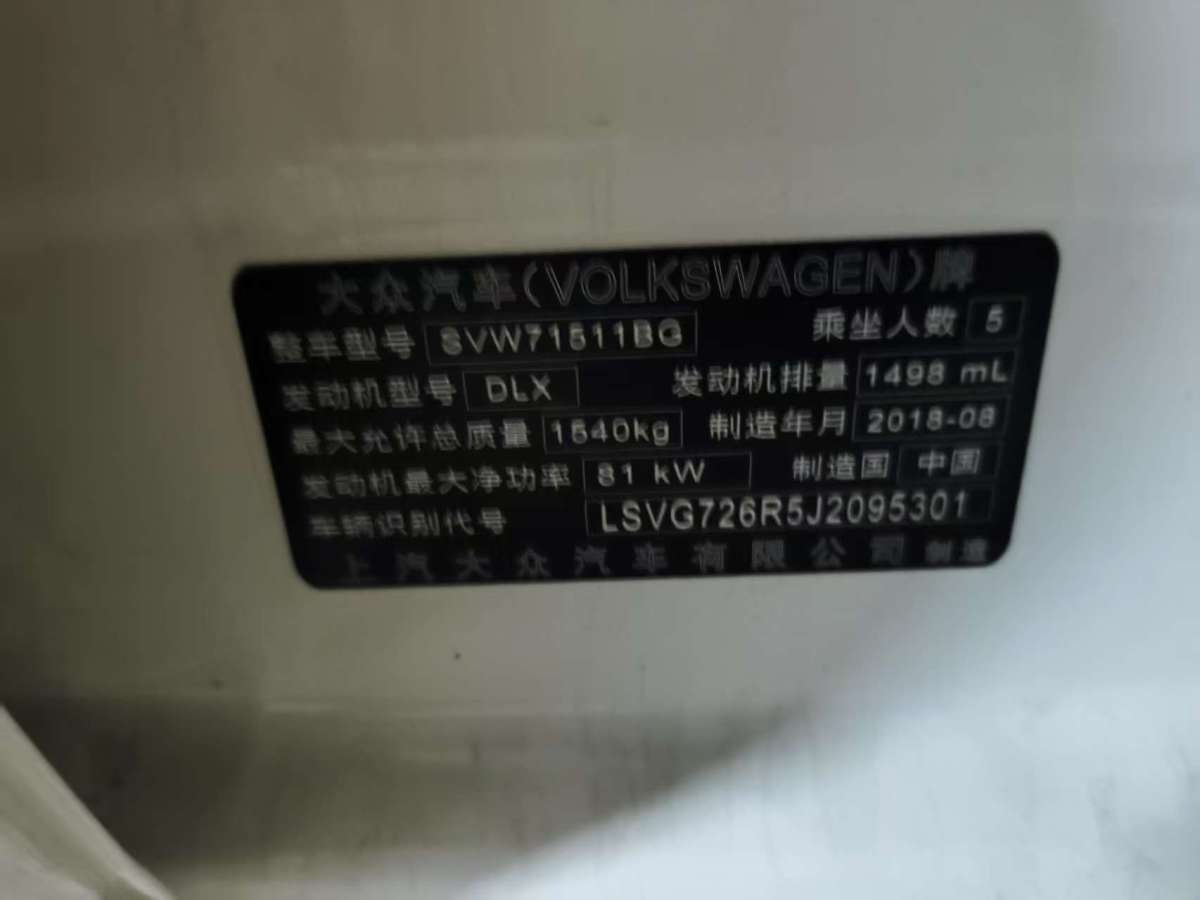 大众汽车(VOLKSWAGEN)牌
整车型号 SVW71511BG 乘坐人数 5
发动机型号 DLX 发动机排量 1498 mL
最大允许总质量 1540kg 制造年月 2018-08
发动机最大净功率 81 kW 制造国 中国
车辆识别代号 LSVG726R5J2095301
上汽大众汽车有限公司 制造